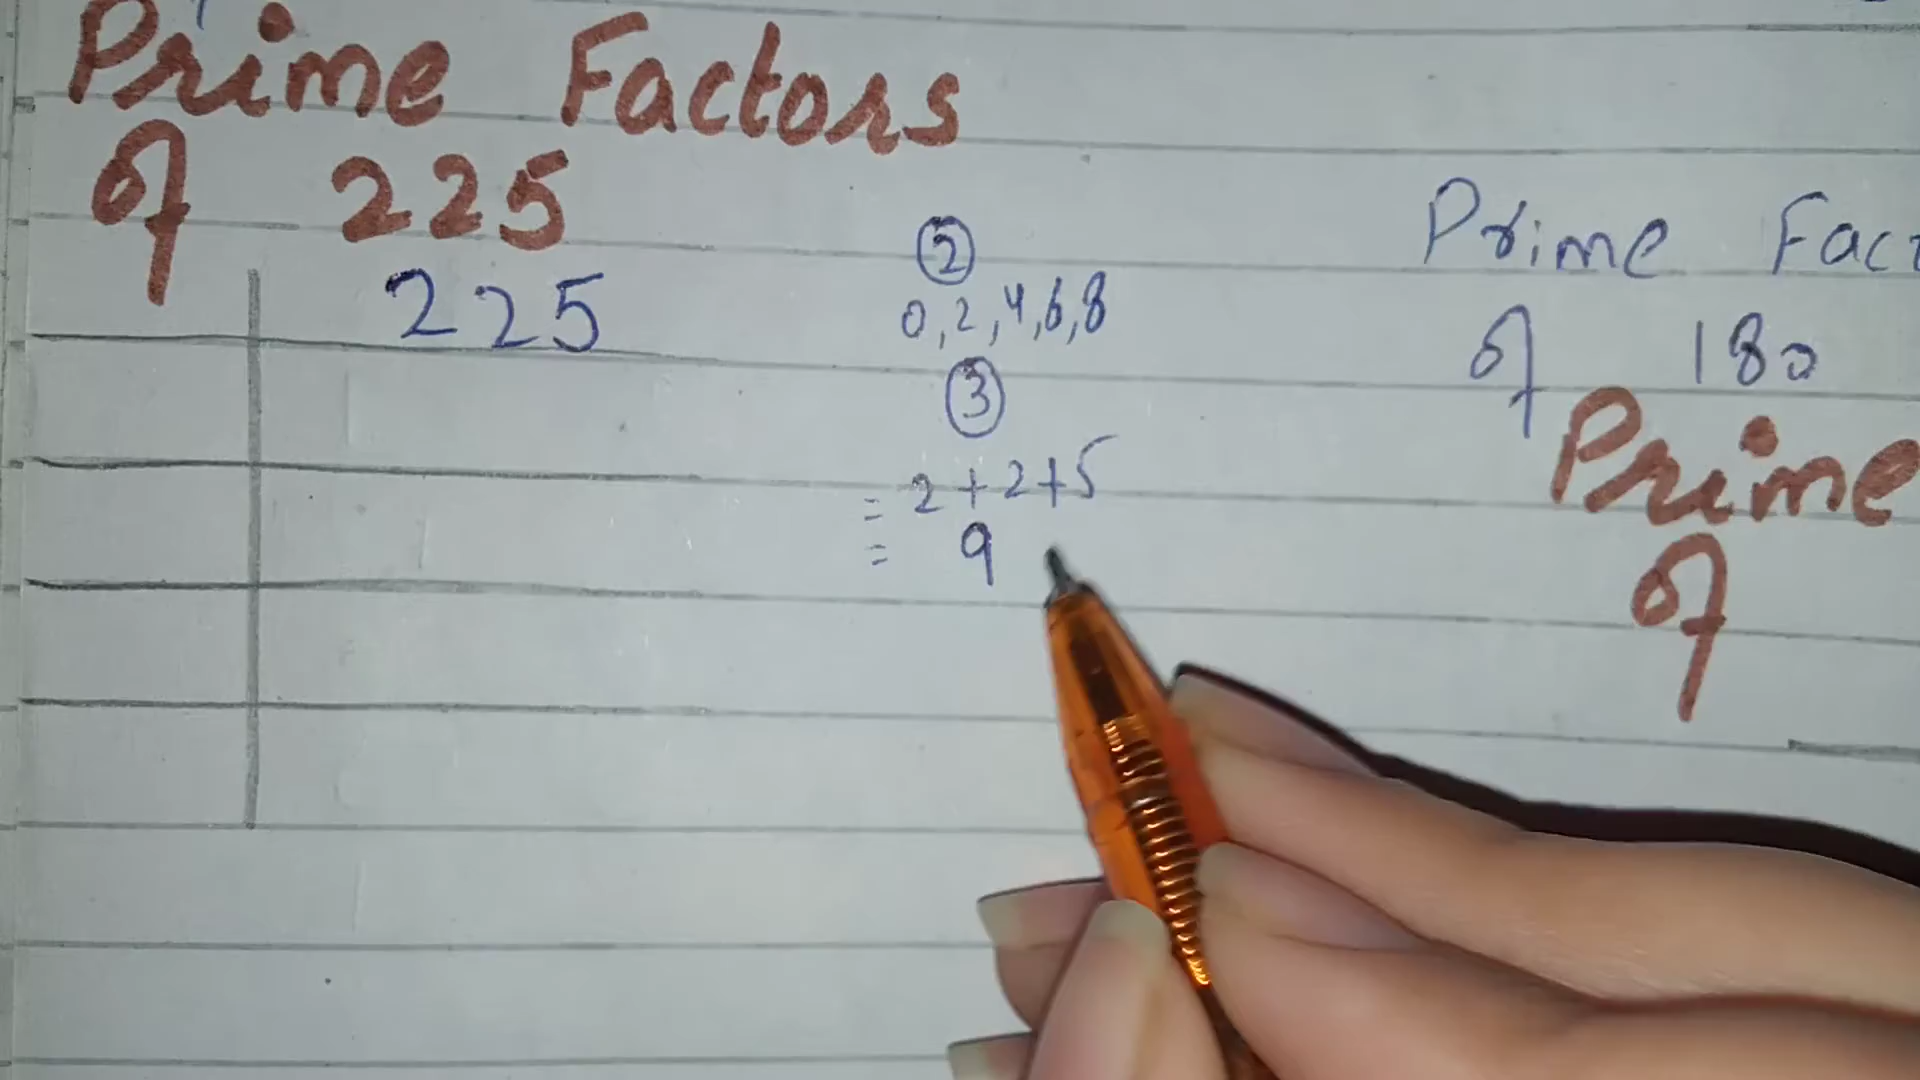 Prime Factors
of 225
225
2
0,2,4,6,8
3
= 2+2+5
= 9
Prime
of 180
Prime
of